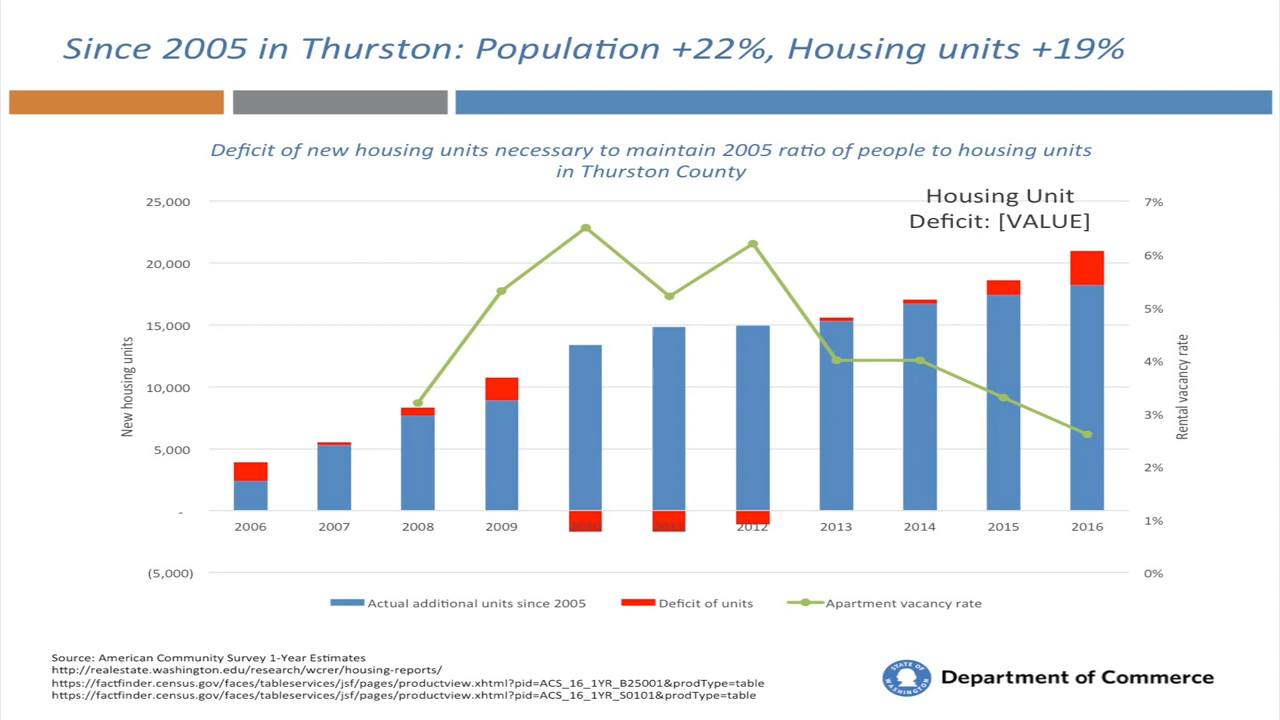 Since 2005 in Thurston: Population +22%, Housing units +19%
Deficit of new housing units necessary to maintain 2005 ratio of people to housing units
in Thurston County
Housing Unit
Deficit: [VALUE]
25,000
20,000
15,000
10,000
5,000
-
(5,000)
New housing units
7%
6%
5%
4%
3%
2%
1%
0%
Rental vacancy rate
2006 2007 2008 2009 2010 2011 2012 2013 2014 2015 2016
Actual additional units since 2005 Deficit of units Apartment vacancy rate
Source: American Community Survey 1-Year Estimates
http://realestate.washington.edu/research/wcrer/housing-reports/
https://factfinder.census.gov/faces/tableservices/jsf/pages/productview.xhtml?pid=ACS_16_1YR_B25001&prodType=table
https://factfinder.census.gov/faces/tableservices/jsf/pages/productview.xhtml?pid=ACS_16_1YR_S0101&prodType=table
STATE OF
WASHINGTON
Department of Commerce